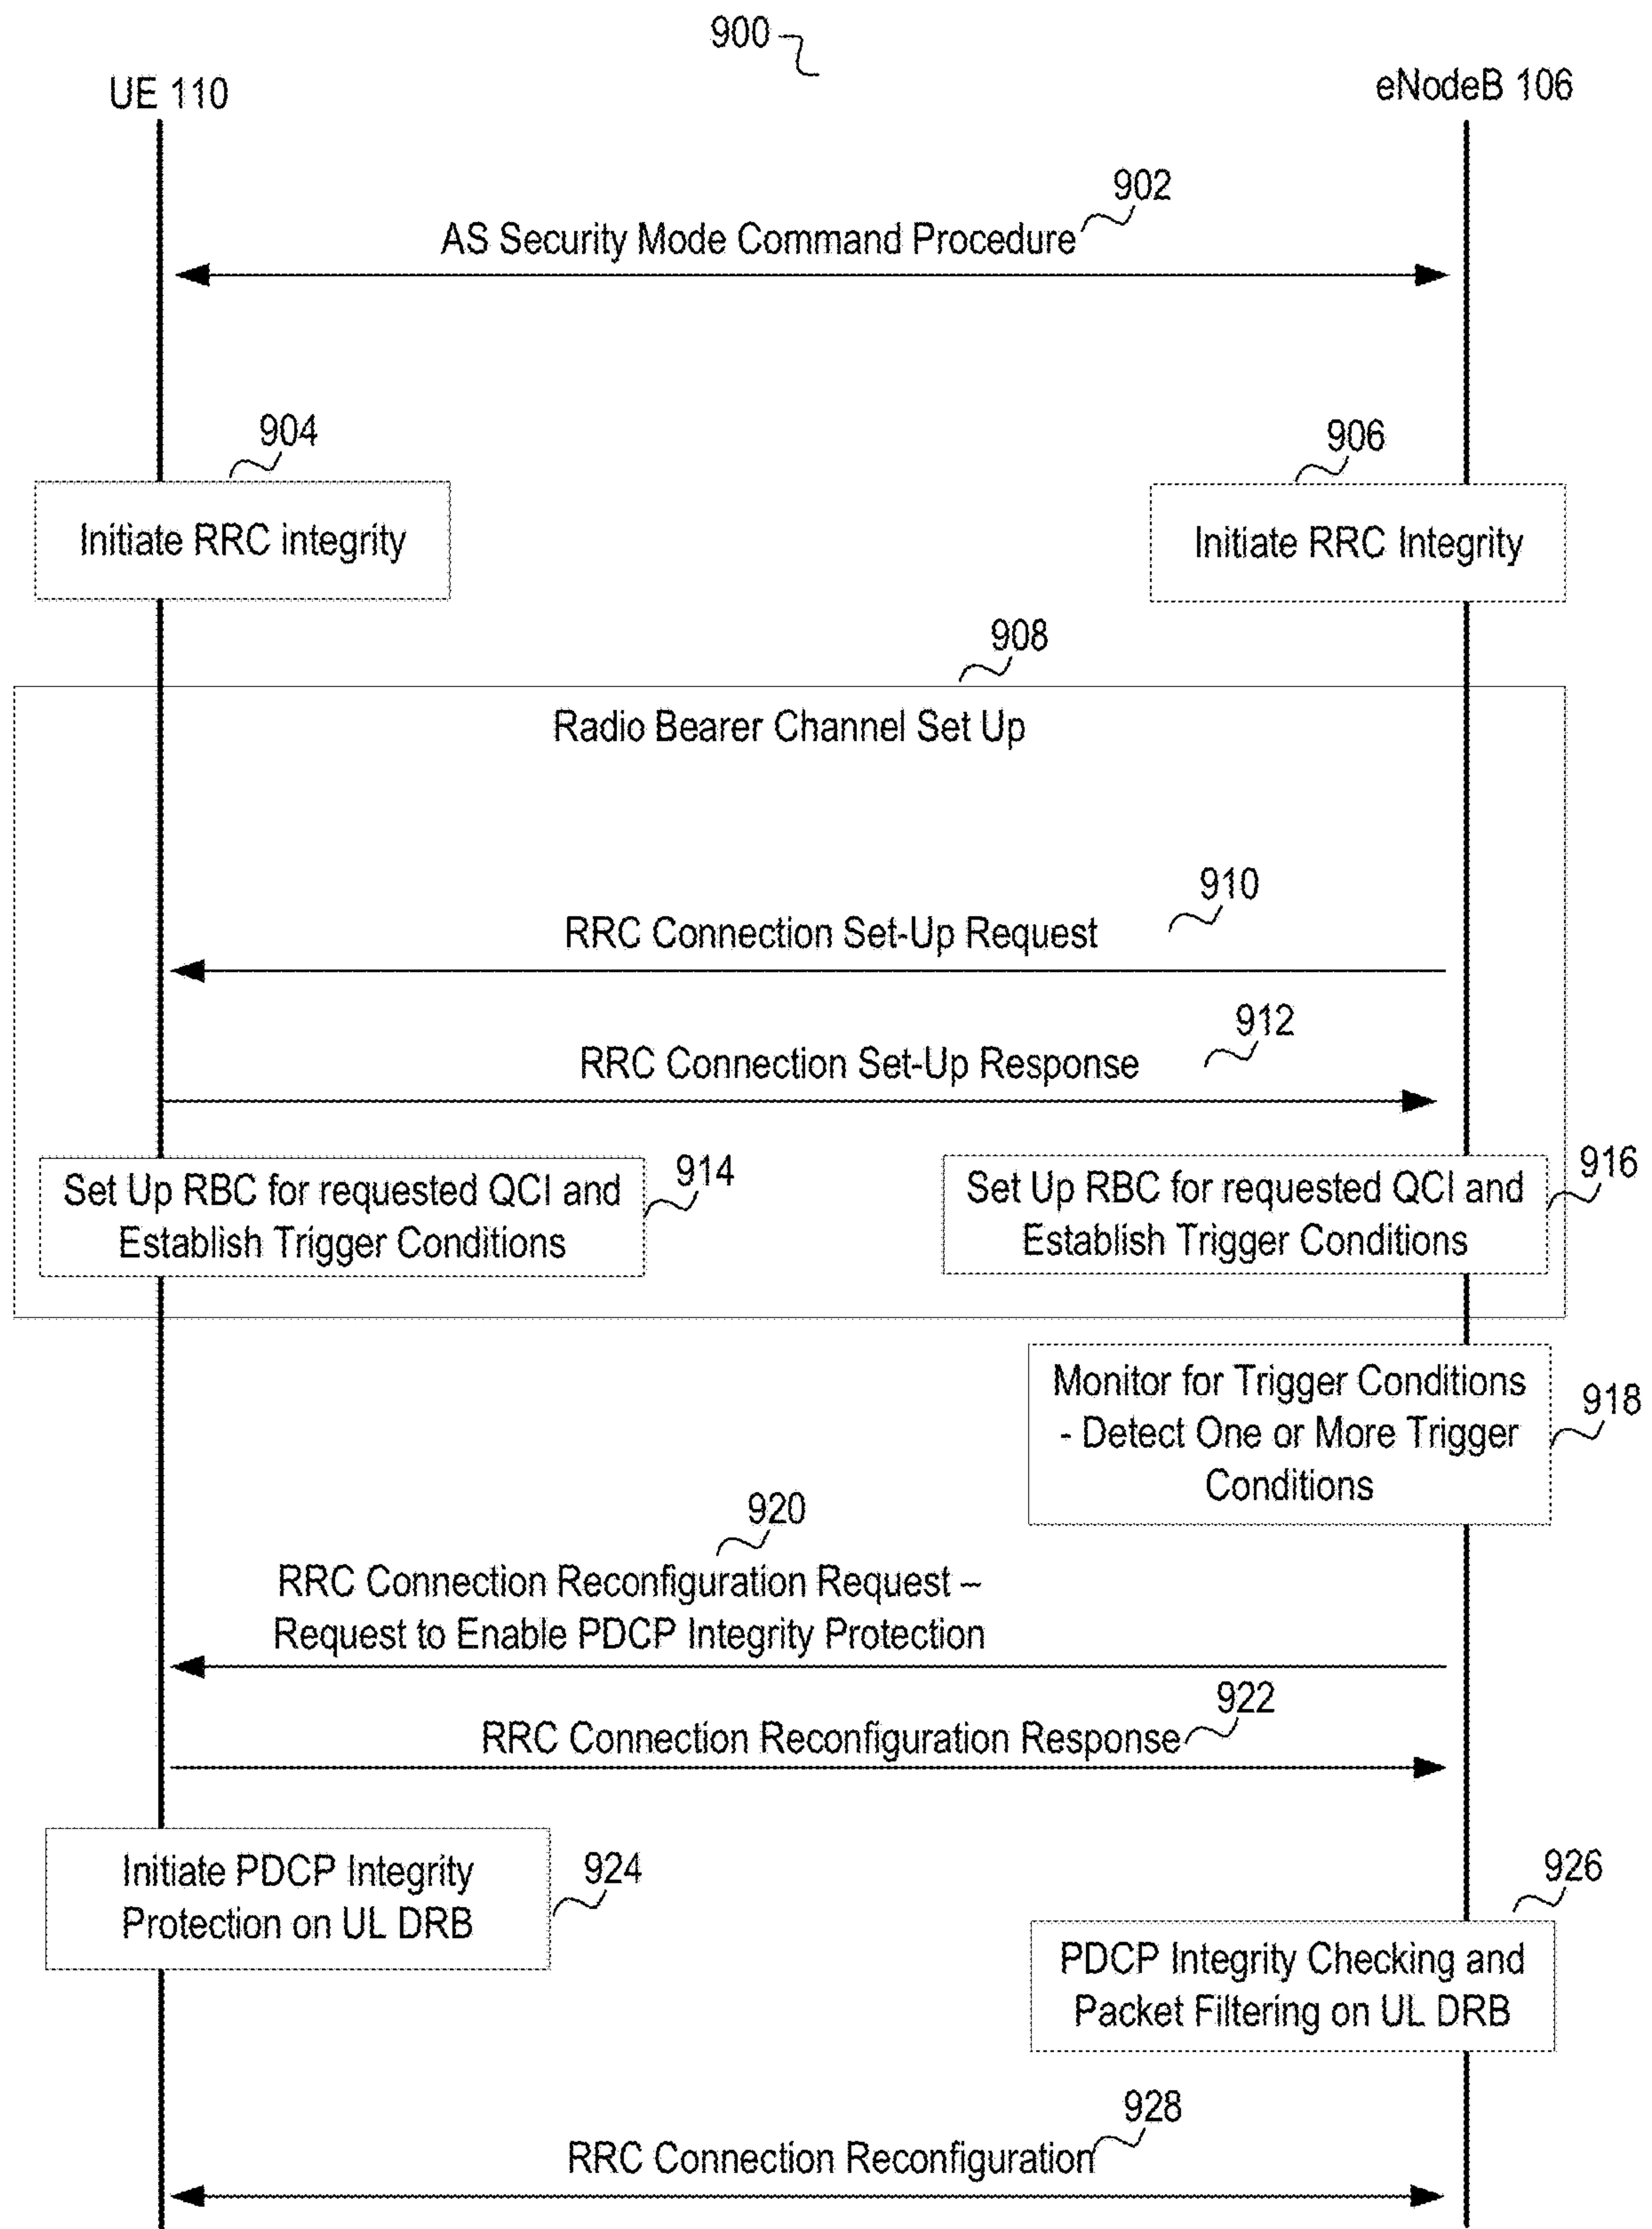 900
UE 110
eNodeB 106
902
AS Security Mode Command Procedure
904
906
Initiate RRC integrity
Initiate RRC Integrity
908
Radio Bearer Channel Set Up
910
RRC Connection Set-Up Request
912
RRC Connection Set-Up Response
Set Up RBC for requested QCI and
Establish Trigger Conditions
914
Set Up RBC for requested QCI and
Establish Trigger Conditions
916
Monitor for Trigger Conditions
- Detect One or More Trigger
Conditions
918
920
RRC Connection Reconfiguration Request –
Request to Enable PDCP Integrity Protection
922
RRC Connection Reconfiguration Response
Initiate PDCP Integrity
Protection on UL DRB
924
926
PDCP Integrity Checking and
Packet Filtering on UL DRB
928
RRC Connection Reconfiguration